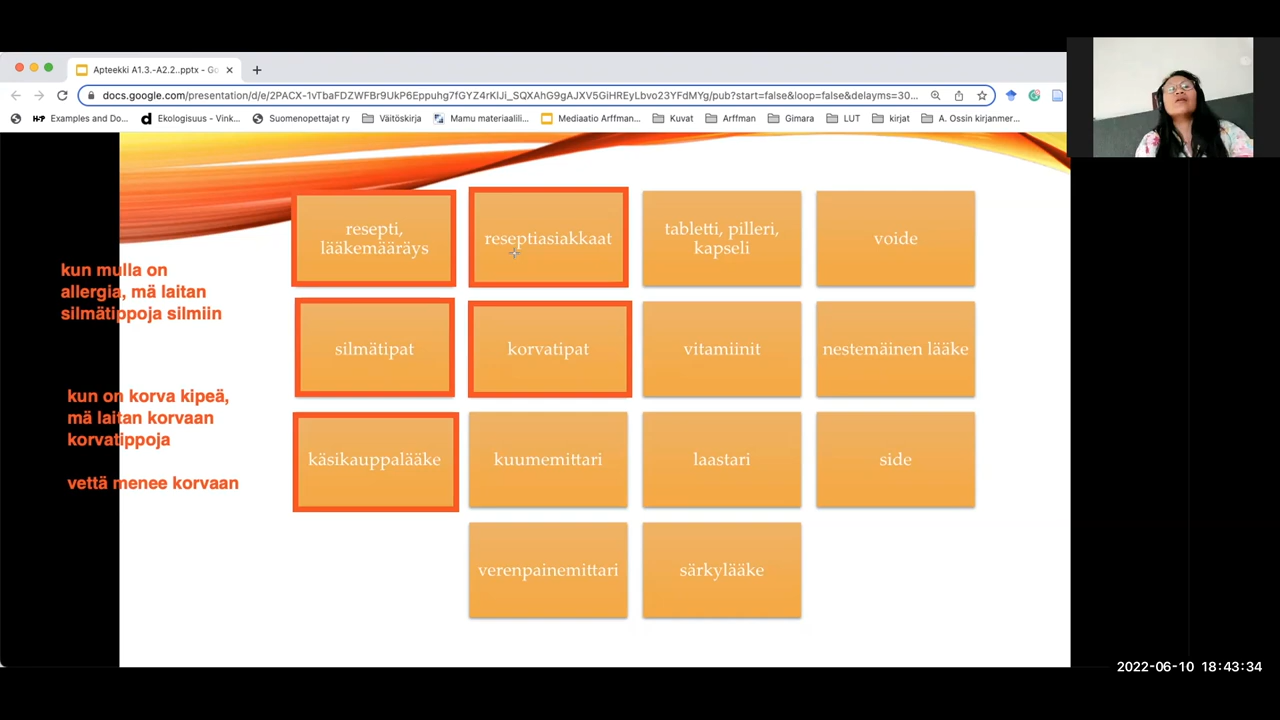 Apteekki A1.3.-A2.2..pptx - Go
docs.google.com/presentation/d/e/2PACX-1vTbaFDZWFBr9UkP6Eppuhg7fGYZ4rKIJi_SQXAhG9gAJXV5GiHREyLbvo23YFdMYg/pub?start=false&loop=false&delayms=30...
Examples and Do... Ekologisuus - Vink... Suomenopettajat ry Väitöskirja Mamu materiaalili... Mediaatio Arffman... Kuvat Arffman Gimara LUT kirjat A. Ossin kirjanmer...
resepti,
lääkemääräys
reseptiasiakkaat
tabletti, pilleri,
kapseli
voide
kun mulla on
allergia, mä laitan
silmätippoja silmiin
silmätipat
korvatipat
vitamiinit
nestemäinen lääke
kun on korva kipeä,
mä laitan korvaan
korvatippoja
vettä menee korvaan
käsikauppalääke
kuumemittari
laastari
side
verenpainemittari
särkylääke
2022-06-10 18:43:34